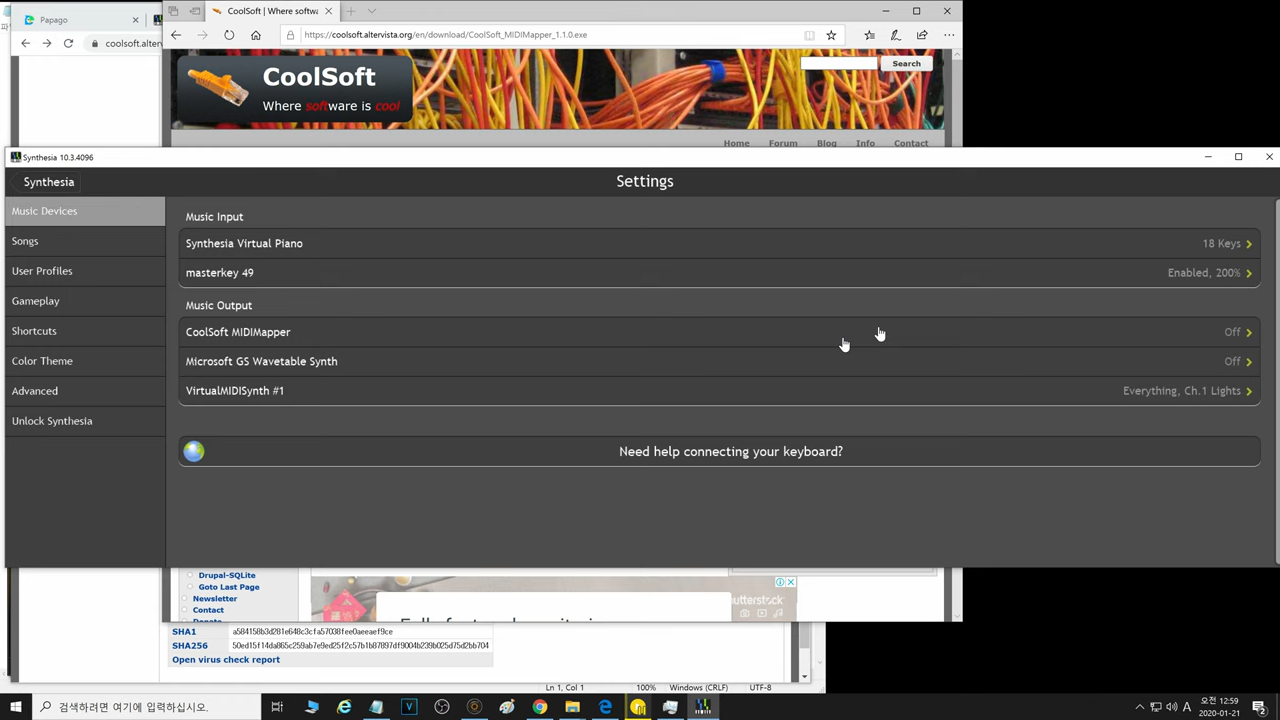 Papago
CoolSoft | Where softwa
coolsoft.alter
https://coolsoft.altervista.org/en/download/CoolSoft_MIDIMapper_1.1.0.exe
CoolSoft
Where software is cool
Search
Home Forum Blog Info Contact
Synthesia 10.3.4096
Synthesia
Settings
Music Devices
Songs
User Profiles
Gameplay
Shortcuts
Color Theme
Advanced
Unlock Synthesia
Music Input
Synthesia Virtual Piano 18 Keys
masterkey 49 Enabled, 200%
Music Output
CoolSoft MIDIMapper Off
Microsoft GS Wavetable Synth Off
VirtualMIDISynth #1 Everything, Ch.1 Lights
Need help connecting your keyboard?
Drupal-SQLite
Goto Last Page
Newsletter
Contact
SHA1 a584158b3d281e648c3cfa57038fee0aeeaef9ce
SHA256 50ed15f14da865c259ab7e9ed25f2c57b1b87897df9004b239b025d75d2bb704
Open virus check report
Ln 1, Col 1 100% Windows (CRLF) UTF-8
검색하려면 여기에 입력하십시오.
A
오전 12:59
2020-01-21
2